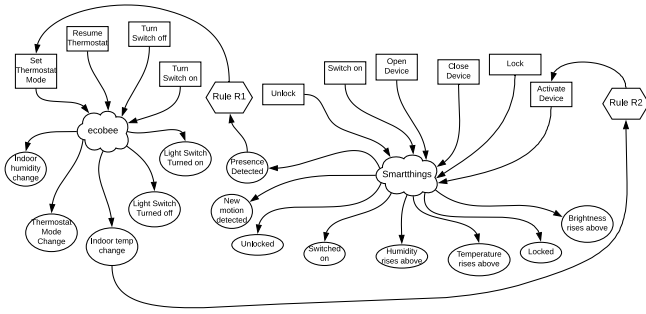 Set
Thermostat
Mode
Resume
Thermostat
Turn
Switch off
Turn
Switch on
Rule R1
Unlock
Switch on
Open
Device
Close
Device
Lock
Activate
Device
Rule R2
ecobee
Smartthings
Indoor
humidity
change
Thermostat
Mode
Change
Indoor temp
change
Light Switch
Turned off
Light Switch
Turned on
Presence
Detected
New
motion
detected
Unlocked
Switched
on
Humidity
rises above
Temperature
rises above
Locked
Brightness
rises above